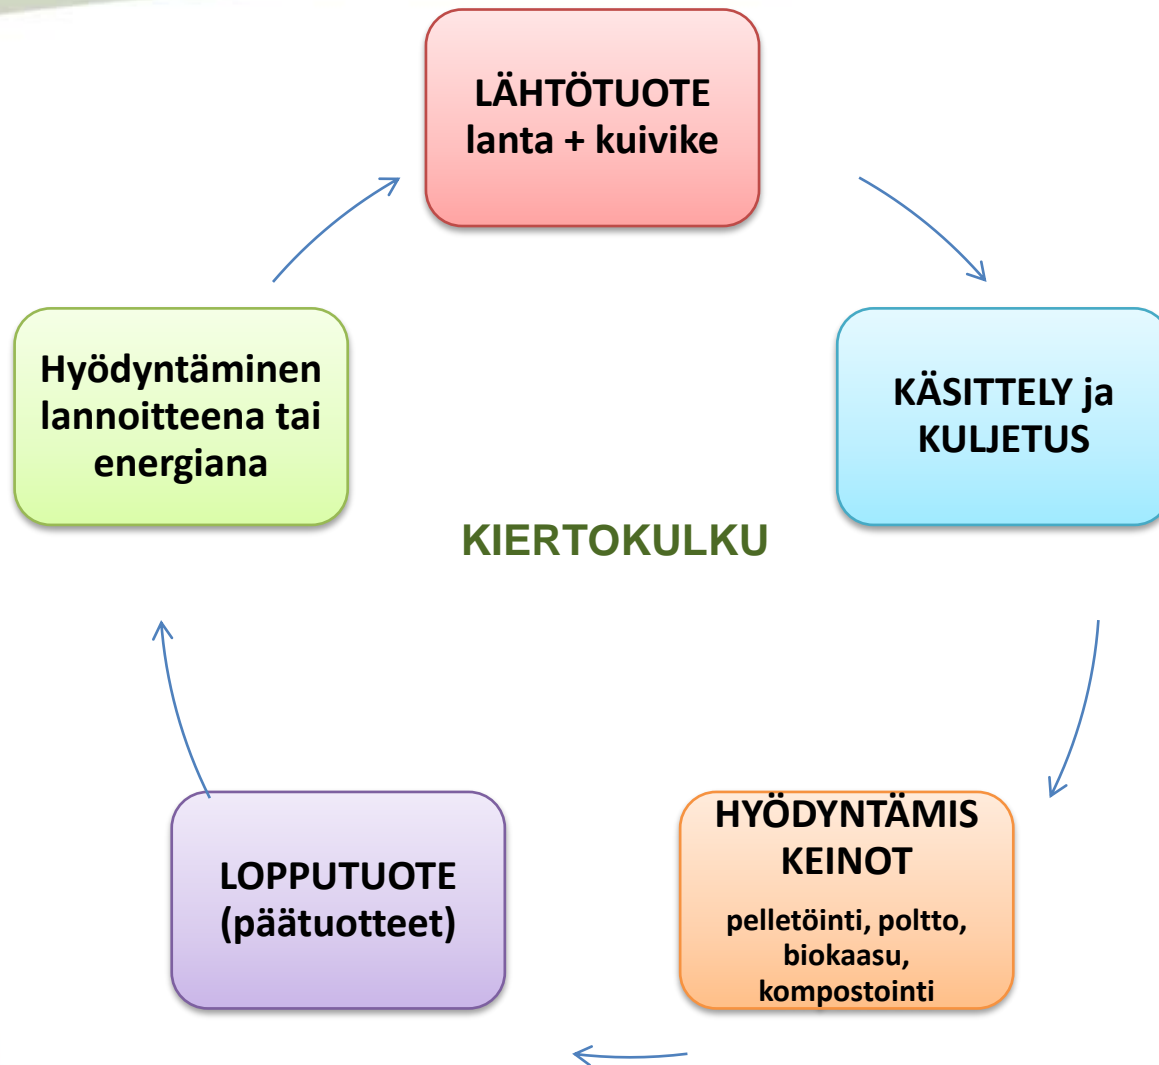 LÄHTÖTUOTE
lanta + kuivike
KÄSITTELY ja
KULJETUS
HYÖDYNTÄMIS
KEINOT
pelletöinti, poltto,
biokaasu,
kompostointi
LOPPUTUOTE
(päätuotteet)
Hyödyntäminen
lannoitteena tai
energiana
KIERTOKULKU